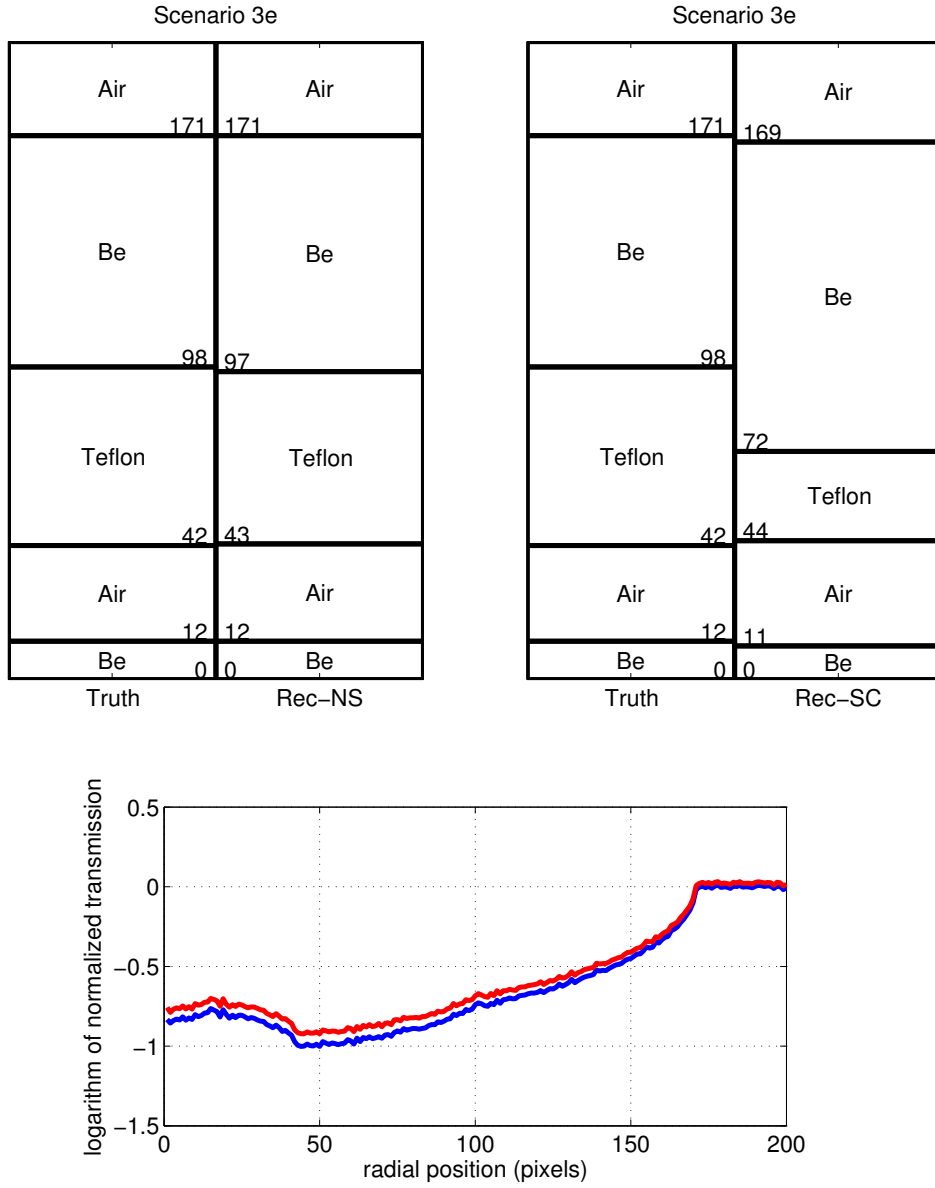 Scenario 3e
Air
Air
171
171
Be
Be
98
97
Teflon
Teflon
42
43
Air
Air
12
12
Be
0
0
Be
Truth
Rec−NS
Scenario 3e
Air
Air
171
169
Be
Be
98
72
Teflon
Teflon
42
44
Air
Air
12
11
Be
0
0
Be
Truth
Rec−SC
logarithm of normalized transmission
0.5
0
−0.5
−1
−1.5
0
50
100
150
200
radial position (pixels)